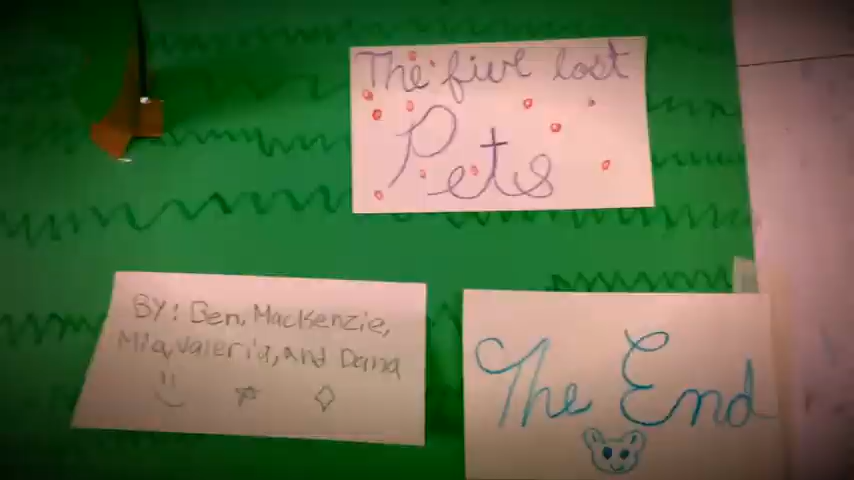 The five lost
Pets
BY: Ben, MacKenzie,
Mia, Valeria, and Dana
The End